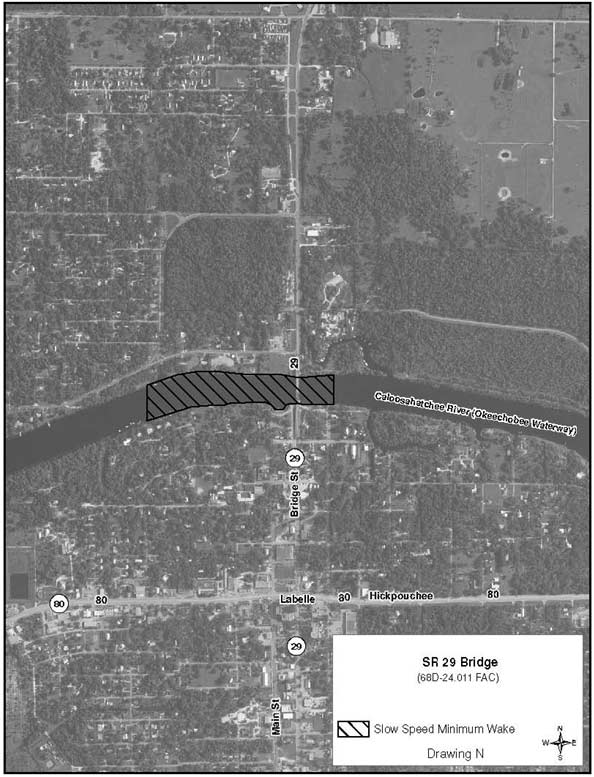 29
Caloosahatchee River (Okeechobee Waterway)
29
Bridge St
80
80
Labelle
80
Hickpouchee
80
29
Main St
SR 29 Bridge
(68D-24.011 FAC)
Slow Speed Minimum Wake
Drawing N
N
W
E
S